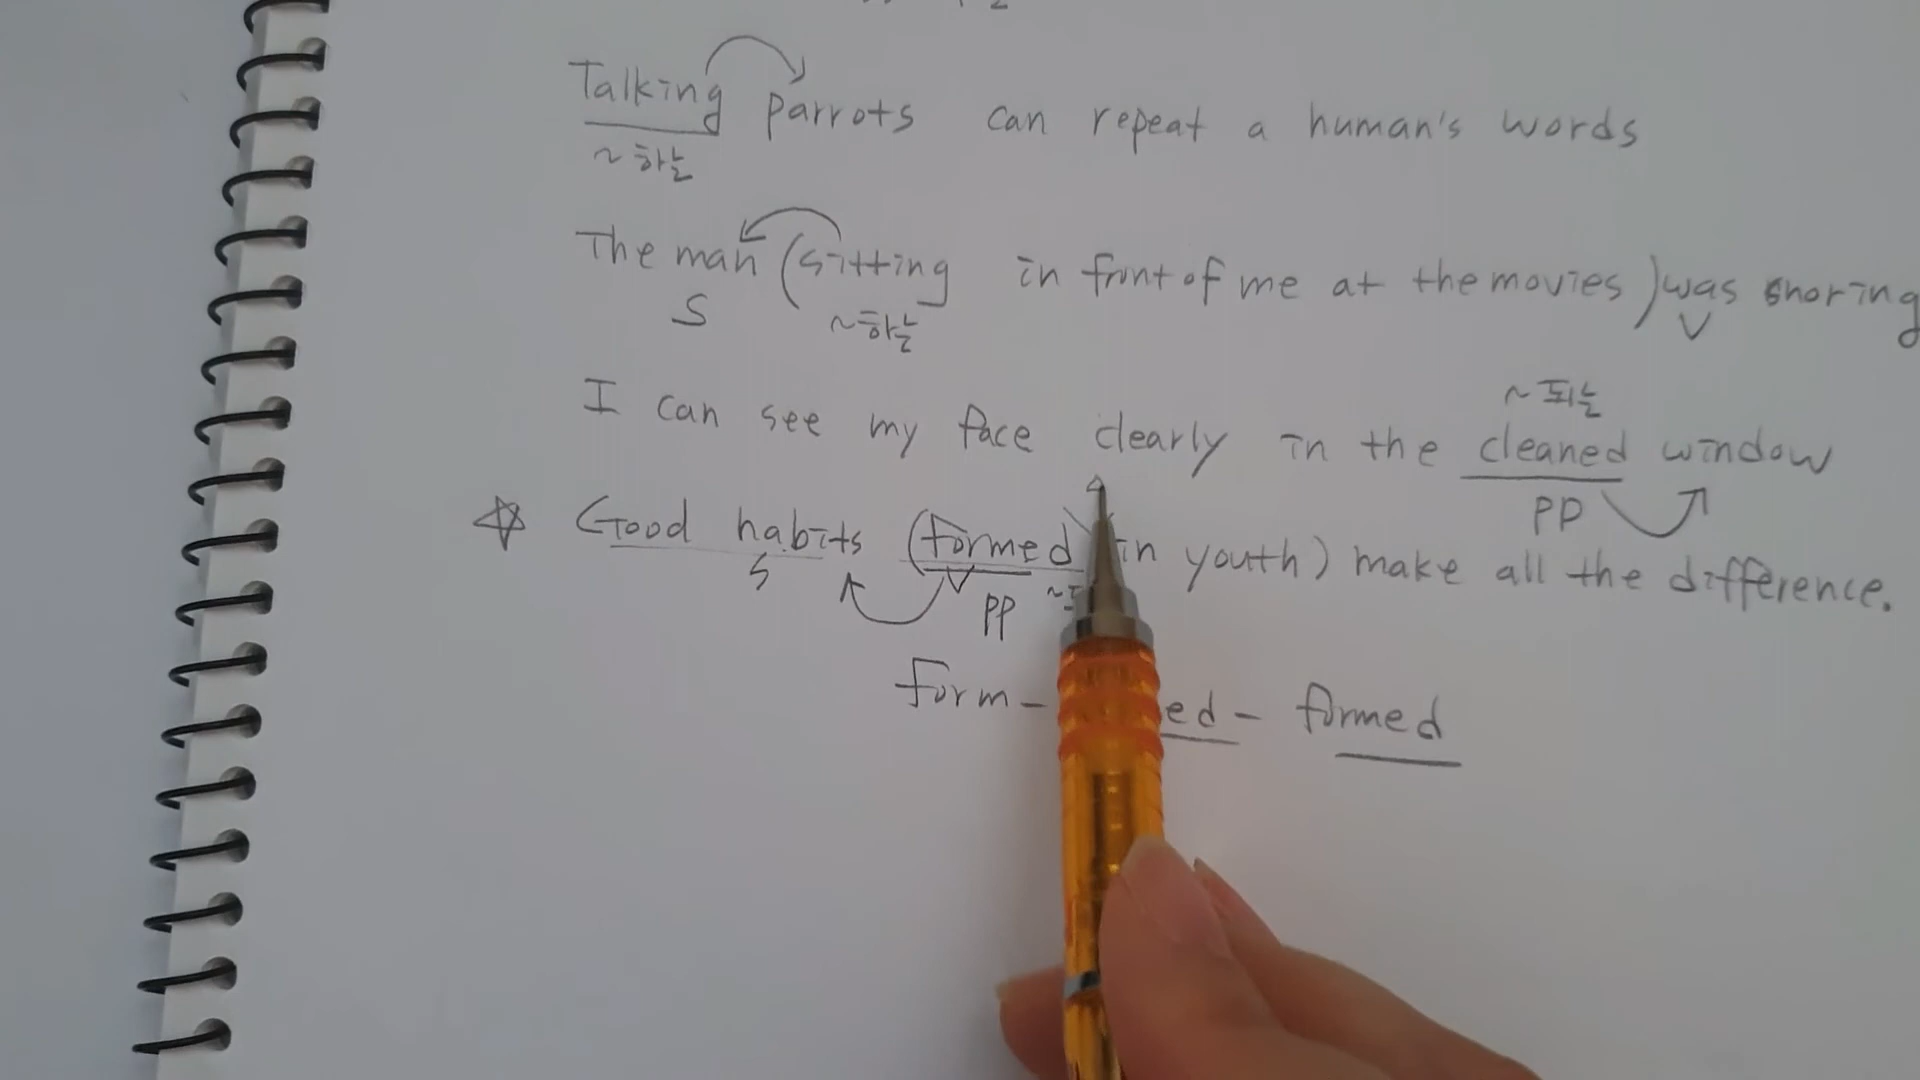 Talking parrots can repeat a human's words
~하는
The man (sitting in front of me at the movies) was snoring
S ~하는 V
I can see my face clearly in the cleaned window
~되는
PP
☆ Good habits (formed in youth) make all the difference.
S V PP
form - ed - formed